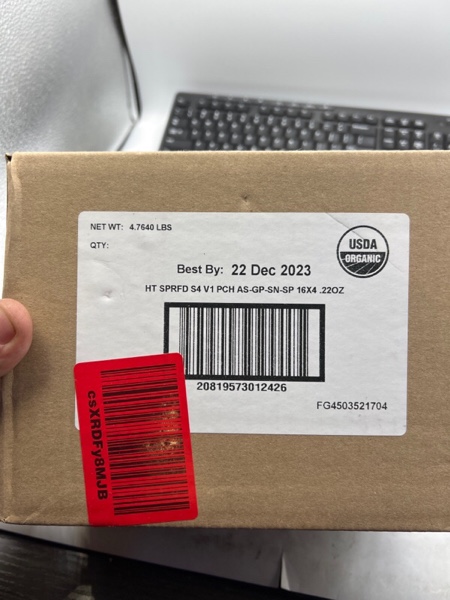 NET WT: 4.7640 LBS
QTY:
USDA
ORGANIC
Best By: 22 Dec 2023
HT SPRFD S4 V1 PCH AS-GP-SN-SP 16X4 .22OZ
20819573012426
FG4503521704
csXRDFy8MJB